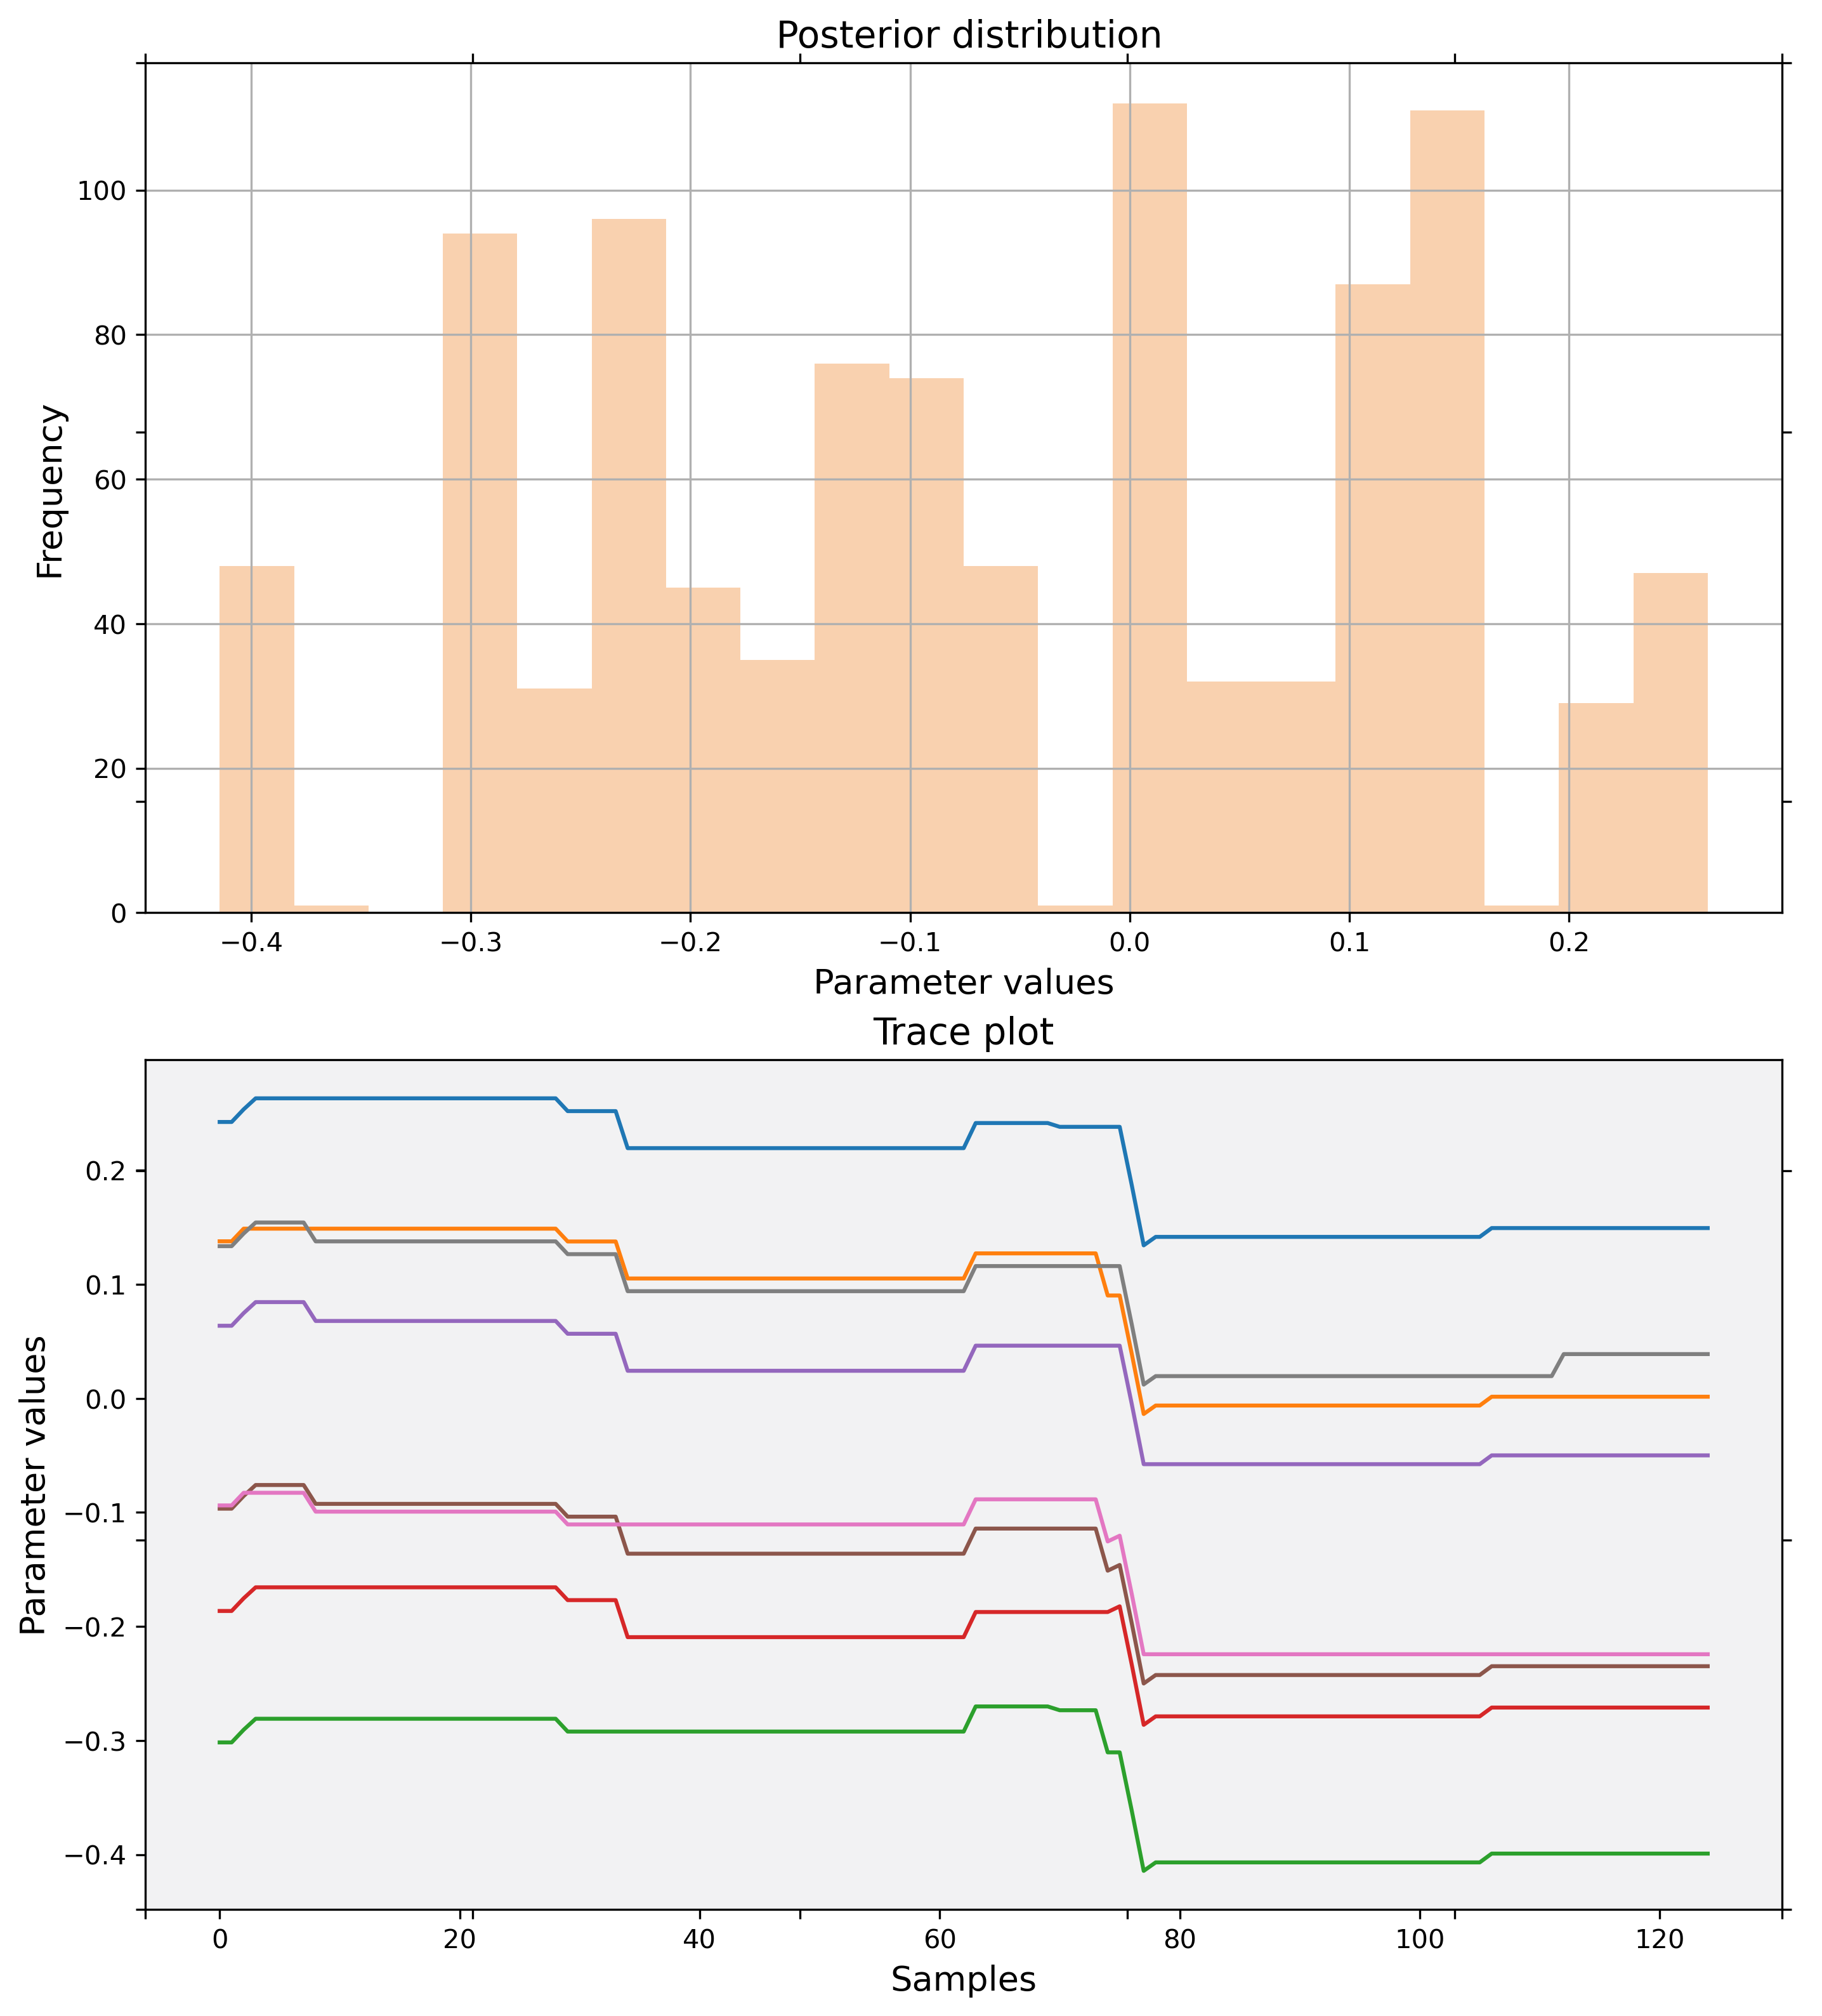 Posterior distribution
Frequency
100
80
60
40
20
0
−0.4 −0.3 −0.2 −0.1 0.0 0.1 0.2
Parameter values
Trace plot
Parameter values
0.2
0.1
0.0
−0.1
−0.2
−0.3
−0.4
0 20 40 60 80 100 120
Samples